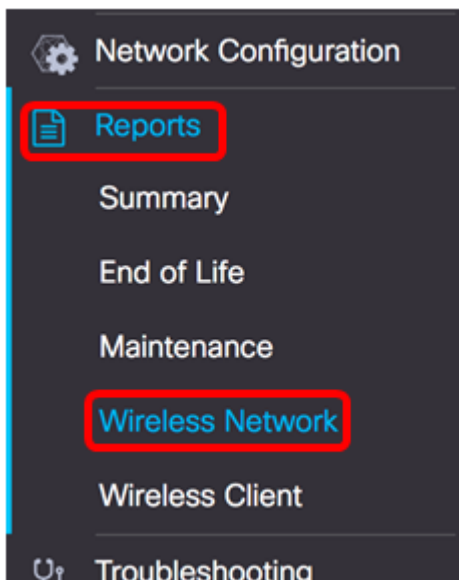 Network Configuration
Reports
Summary
End of Life
Maintenance
Wireless Network
Wireless Client
Troubleshooting